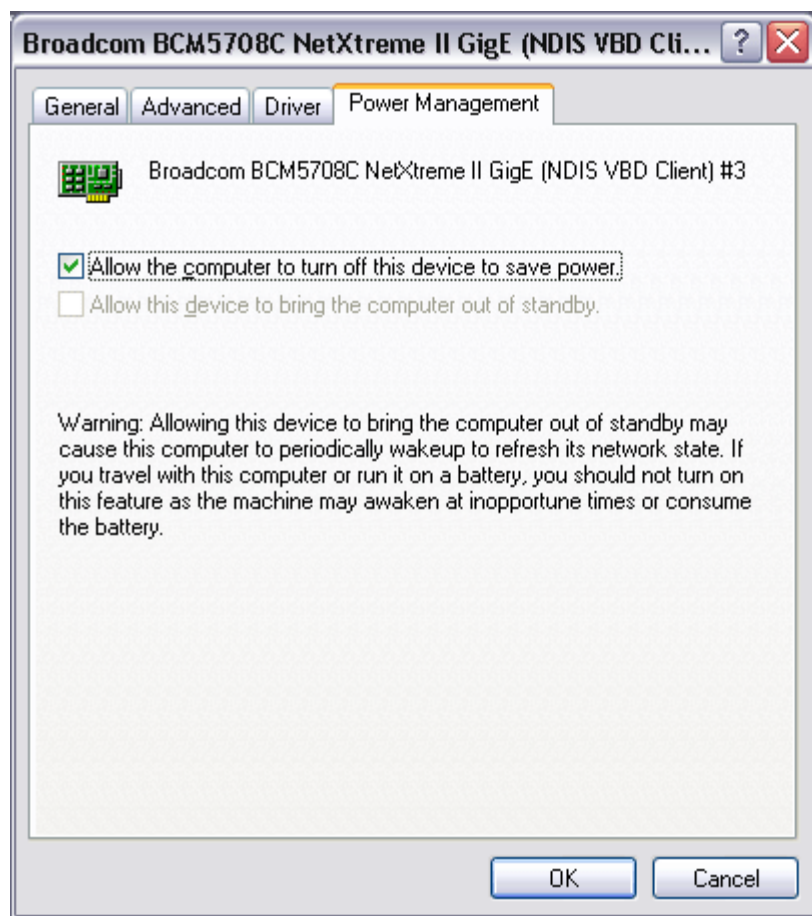 Broadcom BCM5708C NetXtreme II GigE (NDIS VBD Cli...
General Advanced Driver Power Management
Broadcom BCM5708C NetXtreme II GigE (NDIS VBD Client) #3
Allow the computer to turn off this device to save power.
Allow this device to bring the computer out of standby.
Warning: Allowing this device to bring the computer out of standby may
cause this computer to periodically wakeup to refresh its network state. If
you travel with this computer or run it on a battery, you should not turn on
this feature as the machine may awaken at inopportune times or consume
the battery.
OK Cancel